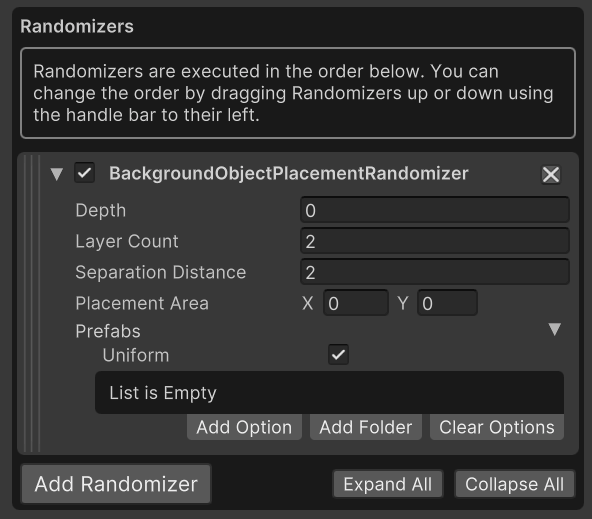 Randomizers
Randomizers are executed in the order below. You can
change the order by dragging Randomizers up or down using
the handle bar to their left.
BackgroundObjectPlacementRandomizer
Depth 0
Layer Count 2
Separation Distance 2
Placement Area X 0 Y 0
Prefabs
Uniform
List is Empty
Add Option Add Folder Clear Options
Add Randomizer Expand All Collapse All